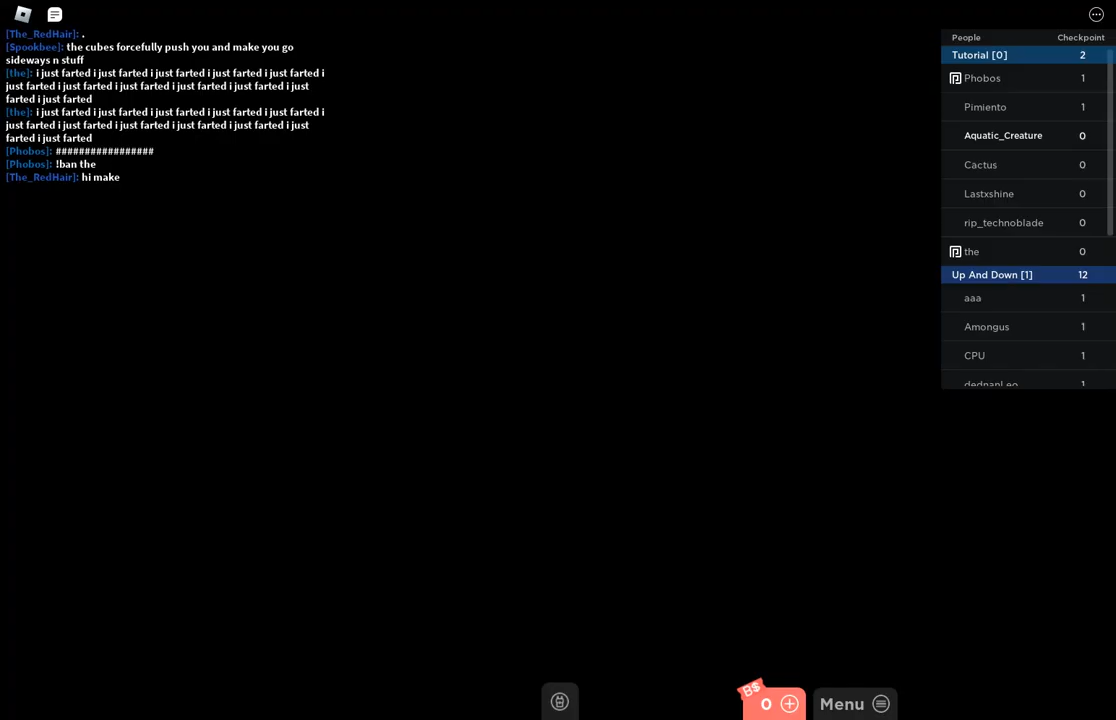 [The_RedHair]: .
[$pookbee]: the cubes forcefully push you and make you go
sideways n stuff
[the]: i just farted i just farted i just farted i just farted i just farted i
just farted i just farted i just farted i just farted i just farted i just
farted i just farted
[the]: i just farted i just farted i just farted i just farted i just farted i
just farted i just farted i just farted i just farted i just farted i just
farted i just farted
[Phobos]: #################
[Phobos]: !ban the
[The_RedHair]: hi make
People Checkpoint
Tutorial [0] 2
Phobos 1
Pimiento 1
Aquatic_Creature 0
Cactus 0
Lastxshine 0
rip_technoblade 0
the 0
Up And Down [1] 12
aaa 1
Amongus 1
CPU 1
dednanLeo 1
B$
0
Menu